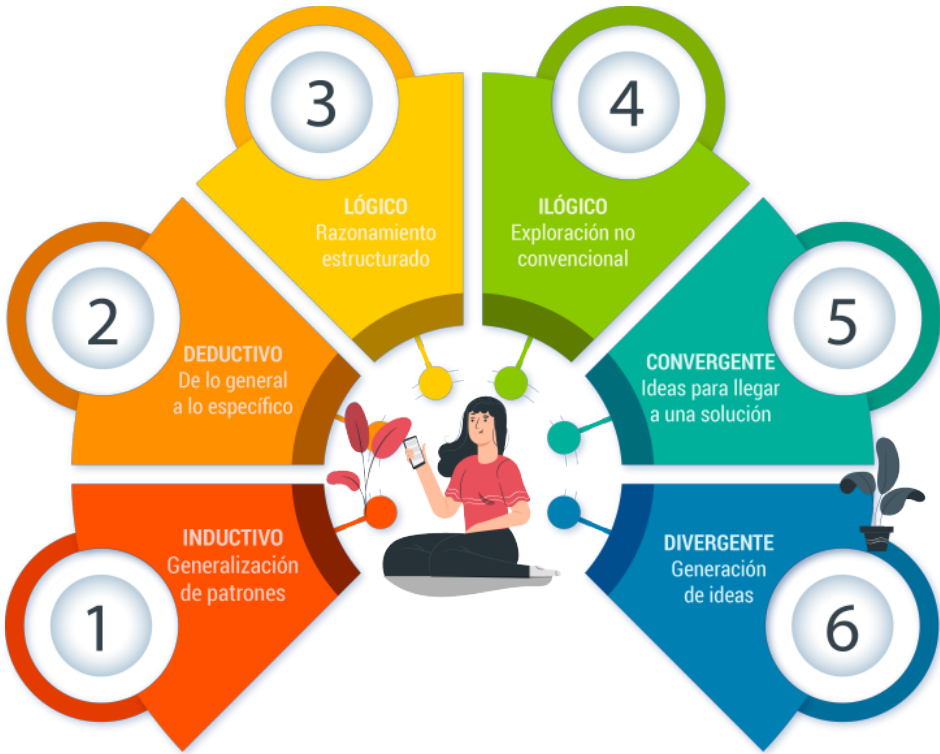 1
INDUCTIVO
Generalización
de patrones
2
DEDUCTIVO
De lo general
a lo específico
3
LÓGICO
Razonamiento
estructurado
4
ILÓGICO
Exploración no
convencional
5
CONVERGENTE
Ideas para llegar
a una solución
6
DIVERGENTE
Generación
de ideas